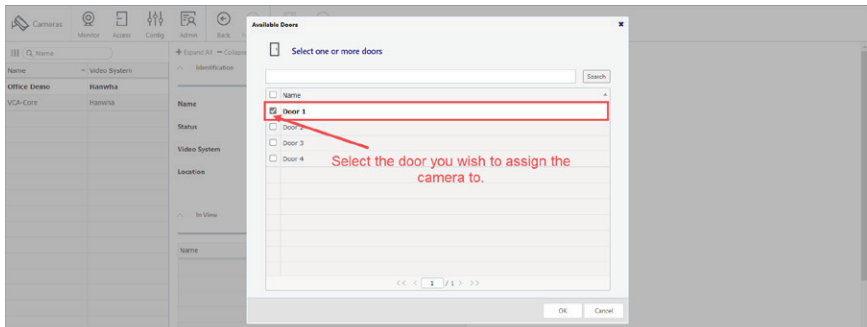 Cameras
Monitor
Access
Config
Admin
Back
Available Doors
Name
Expand All
Select one or more doors
Name
Video System
Identification
Search
Office Demo
Hanwha
Name
VCA-Core
Hanwha
Name
Door 1
Status
Door 2
Door 3
Video System
Door 4
Select the door you wish to assign the
camera to.
Location
In View
Name
<< < 1 / 1 > >>
OK
Cancel